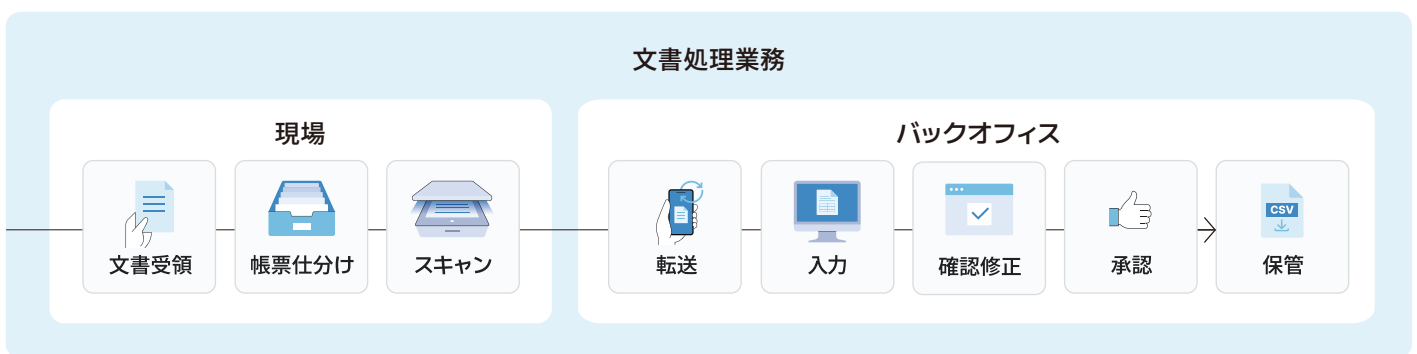 文書処理業務
現場
文書受領
帳票仕分け
スキャン
バックオフィス
転送
入力
確認修正
承認
CSV
保管